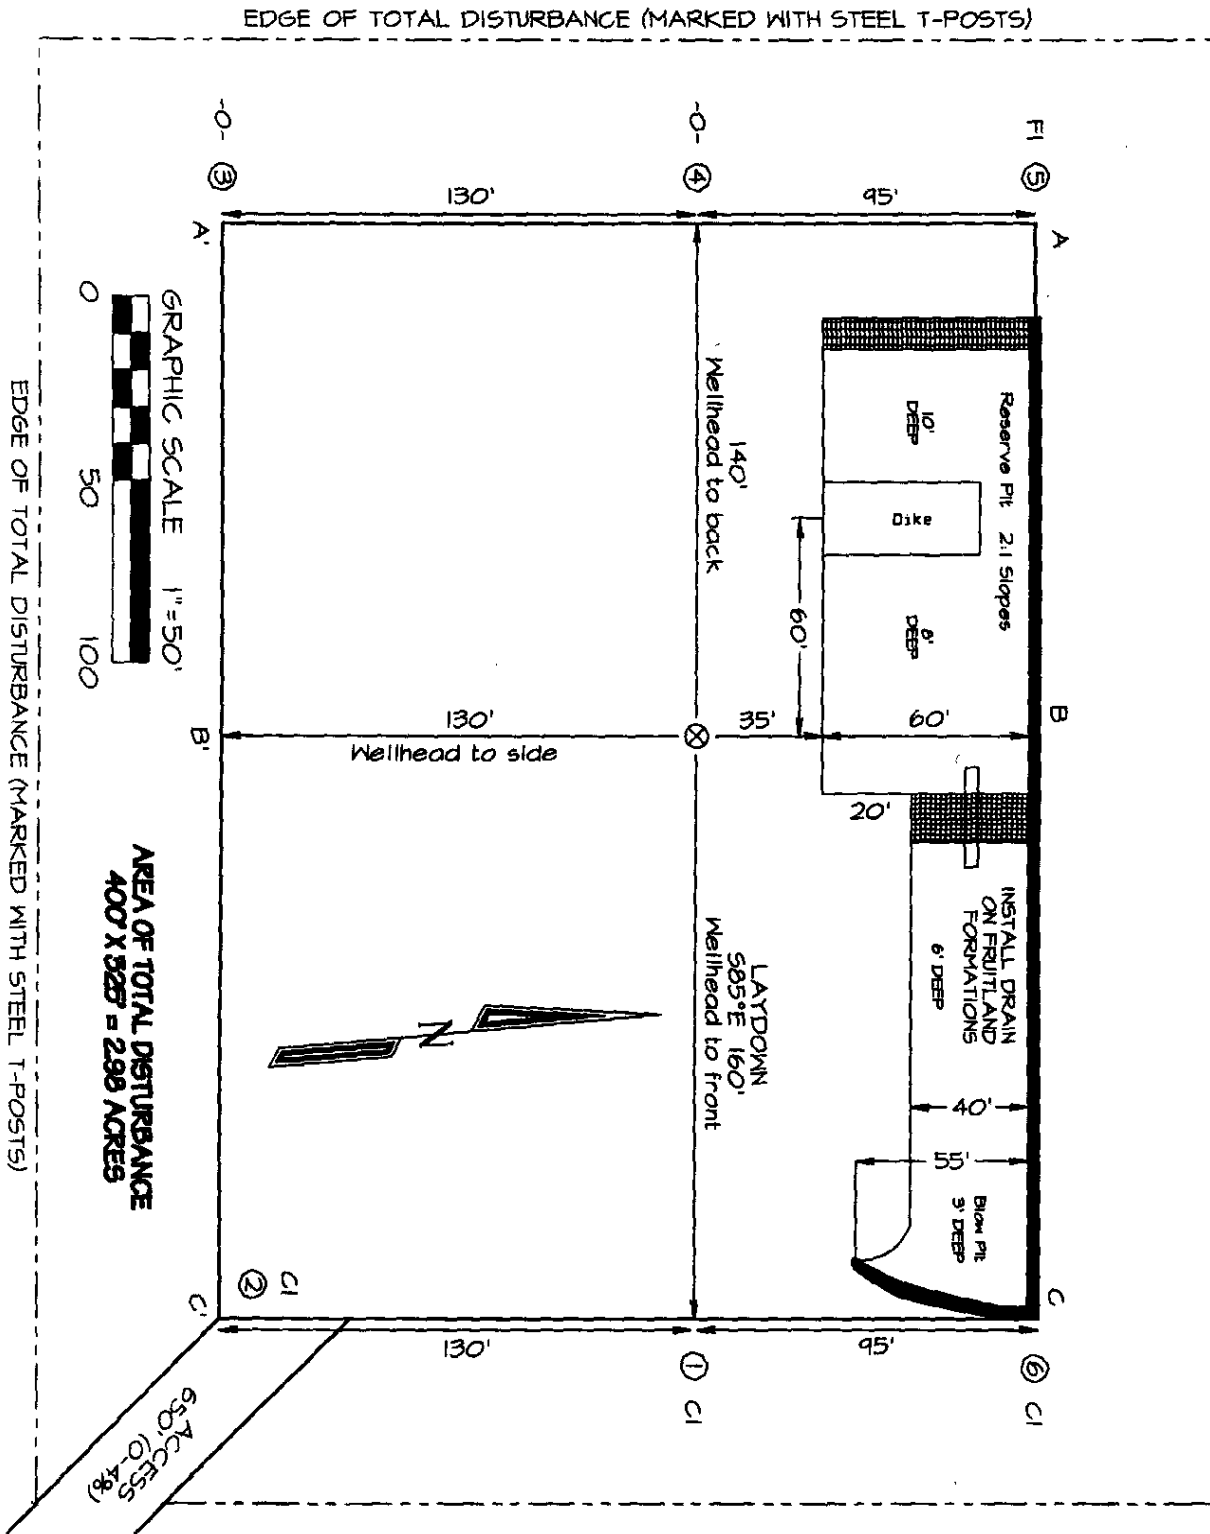 EDGE OF TOTAL DISTURBANCE (MARKED WITH STEEL T-POSTS)
-0- ③
-0- ④
F1 ⑤
130'
95'
A'
A
GRAPHIC SCALE 1"=50'
0 50 100
140'
Wellhead to back
Reserve Pit 2:1 Slopes
10'
DEEP
Dike
8'
DEEP
60'
B'
B
130'
Wellhead to side
35'
60'
20'
EDGE OF TOTAL DISTURBANCE (MARKED WITH STEEL T-POSTS)
AREA OF TOTAL DISTURBANCE
400' X 325' = 2.98 ACRES
N
LAYDOWN
S85°E 160'
Wellhead to front
INSTALL DRAIN
ON FRUITLAND
FORMATIONS
6' DEEP
40'
55'
Blow Pit
3' DEEP
C'
② C1
C
130'
95'
① C1
⑥ C1
ACCESS
650' (0-4%)